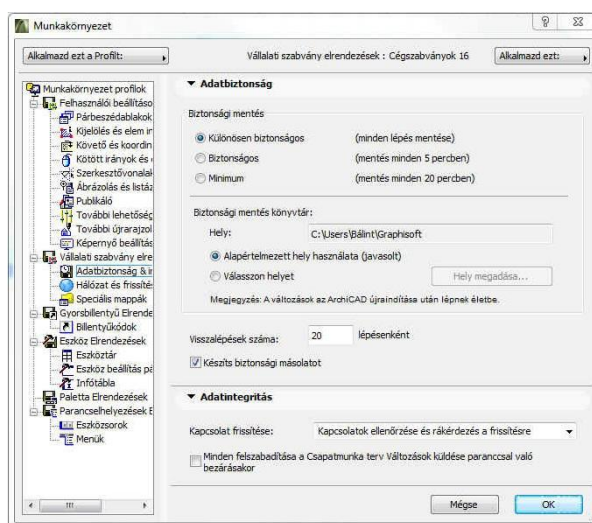 Munkakörnyezet
Alkalmazd ezt a Profilt:
Vállalati szabvány elrendezések : Cégszabványok 16
Alkalmazd ezt:
Munkakörnyezet profilok
Felhasználói beállításo
Párbeszédablakok
Kijelölés és elem in
Követő és koordin
Kötött irányok és
Szerkesztővonalak
Ábrázolás és listáz
Publikáló
További lehetőség
További újrarajzol
Képernyő beállítás
Vállalati szabvány elre
Adatbiztonság & in
Hálózat és frissítés
Speciális mappák
Gyorsbillentyű Elrende
Billentyűkódok
Eszköz Elrendezések
Eszköztár
Eszköz beállítás pa
Infótábla
Paletta Elrendezések
Parancselhelyezések E
Eszközsorok
Menük
Adatbiztonság
Biztonsági mentés
Különösen biztonságos (minden lépés mentése)
Biztonságos (mentés minden 5 percben)
Minimum (mentés minden 20 percben)
Biztonsági mentés könyvtár:
Hely: C:\Users\Bálint\Graphisoft
Alapértelmezett hely használata (javasolt)
Válasszon helyet
Hely megadása...
Megjegyzés: A változások az ArchiCAD újraindítása után lépnek életbe.
Visszalépések száma: 20 lépésenként
Készíts biztonsági másolatot
Adatintegritás
Kapcsolat frissítése: Kapcsolatok ellenőrzése és rákérdezés a frissítésre
Minden felszabadítása a Csapatmunka terv Változások küldése paranccsal való
bezárásakor
Mégse
OK